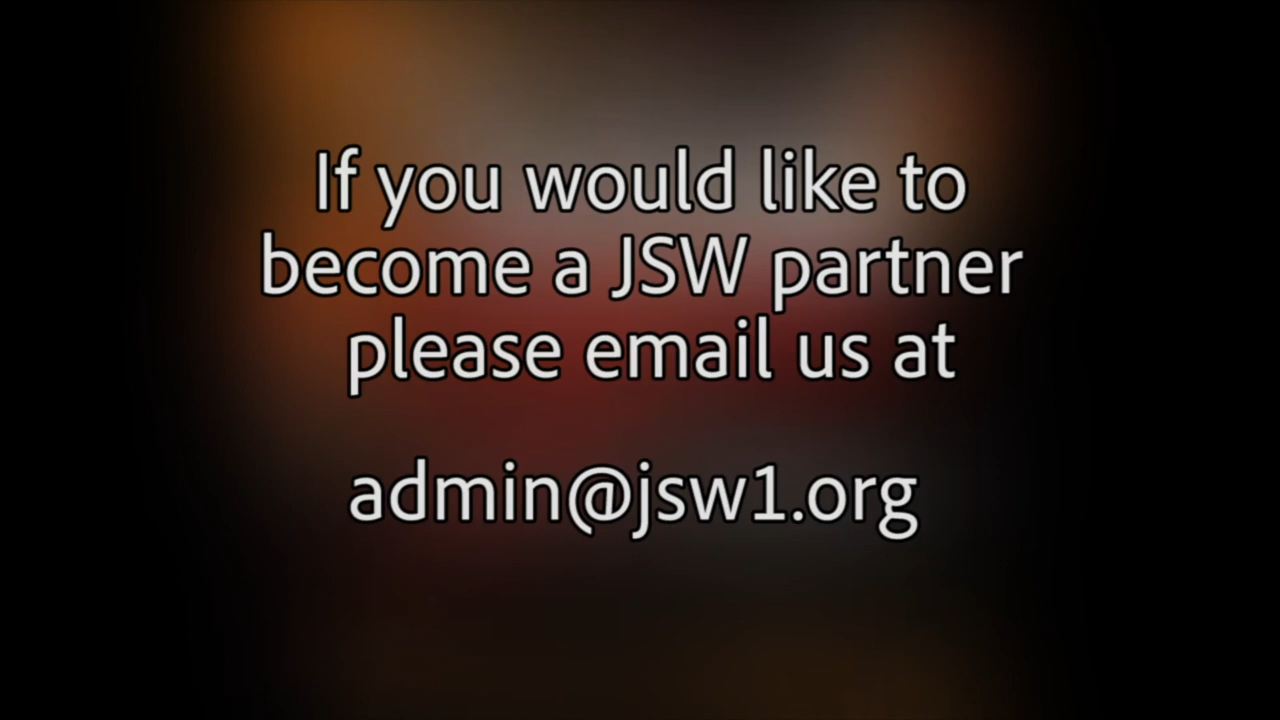 If you would like to
become a JSW partner
please email us at
admin@jsw1.org